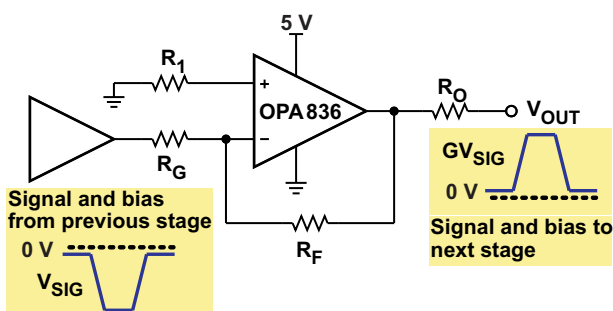 5 V
R1
+
OPA836
−
RG
RO
VOUT
GVSIG
0 V
Signal and bias to
next stage
Signal and bias
from previous stage
0 V
VSIG
RF